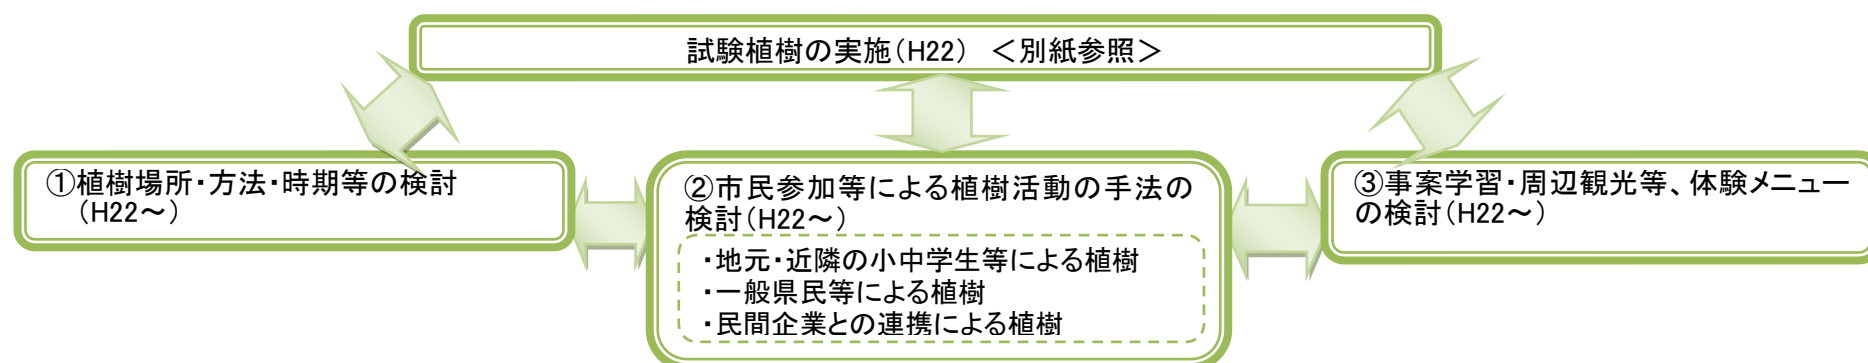 試験植樹の実施(H22) <別紙参照>
①植樹場所・方法・時期等の検討
(H22~)
②市民参加等による植樹活動の手法の
検討(H22~)
・地元・近隣の小中学生等による植樹
・一般県民等による植樹
・民間企業との連携による植樹
③事案学習・周辺観光等、体験メニュー
の検討(H22~)